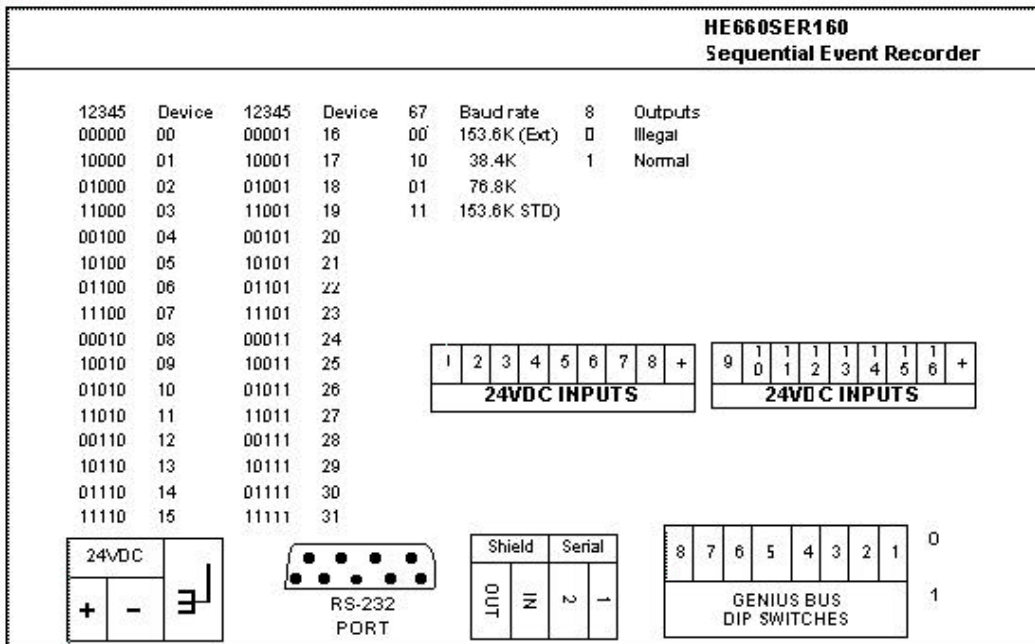 HE660SER160
Sequential Event Recorder
12345 Device 12345 Device 67 Baud rate 8 Outputs
00000 00 00001 16 00 153.6K (Ext) 0 Illegal
10000 01 10001 17 10 38.4K 1 Normal
01000 02 01001 18 01 76.8K
11000 03 11001 19 11 153.6K STD)
00100 04 00101 20
10100 05 10101 21
01100 06 01101 22
11100 07 11101 23
00010 08 00011 24
10010 09 10011 25
01010 10 01011 26
11010 11 11011 27
00110 12 00111 28
10110 13 10111 29
01110 14 01111 30
11110 15 11111 31
1 2 3 4 5 6 7 8 + 9 10 11 12 13 14 15 16 +
24VDC INPUTS 24VDC INPUTS
24VDC
+ -
RS-232
PORT
Shield Serial
OUT IN 2 1
8 7 6 5 4 3 2 1 0
GENIUS BUS 1
DIP SWITCHES